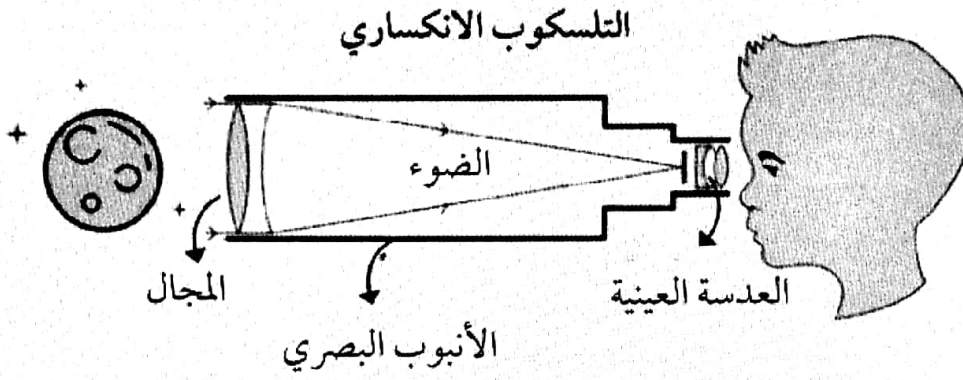 التلسكوب الانكساري
الضوء
المجال
العدسة العينية
الأنبوب البصري